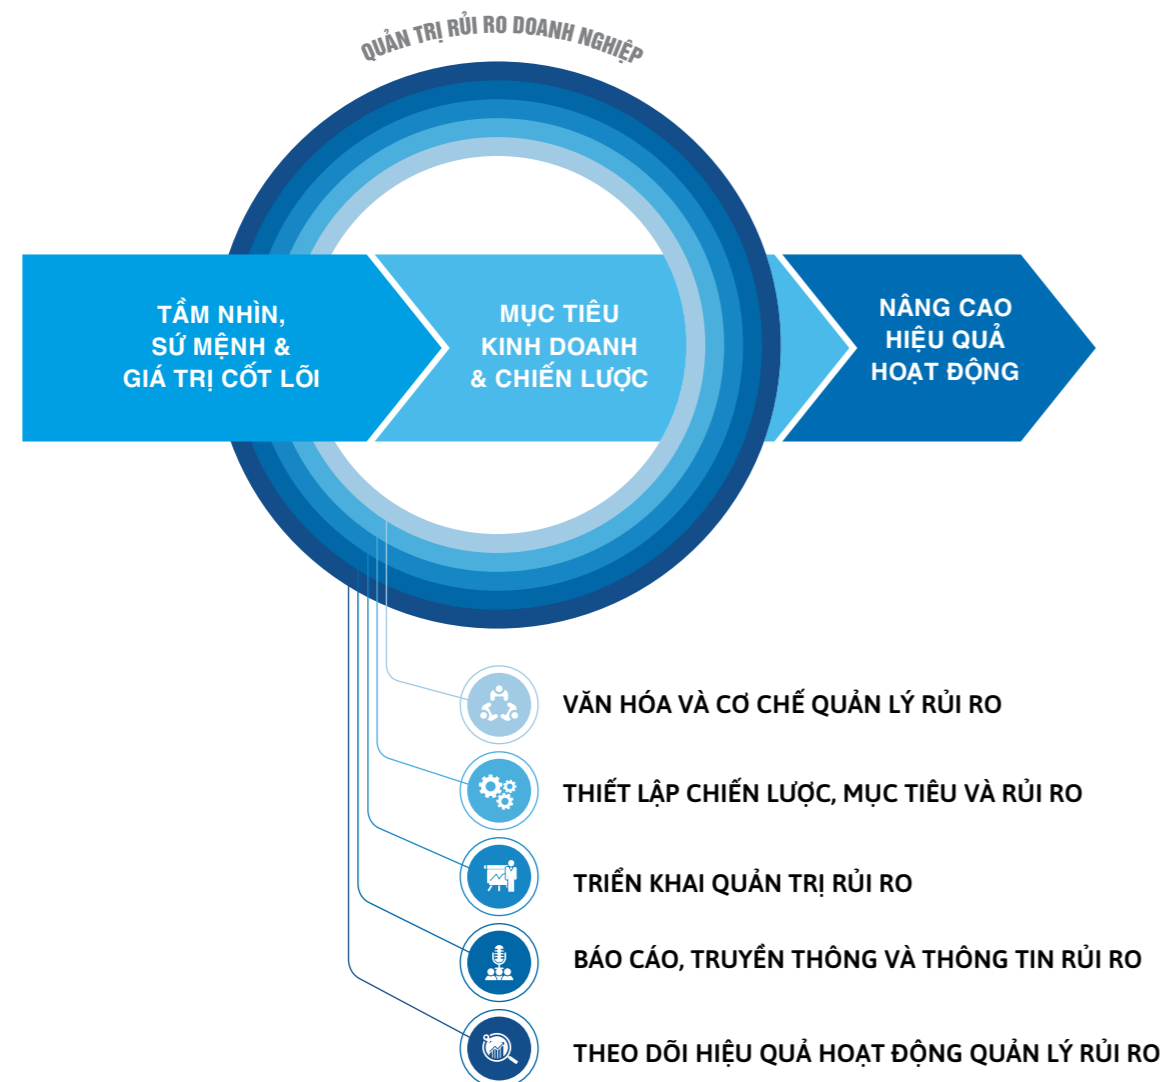 QUẢN TRỊ RỦI RO DOANH NGHIỆP
TẦM NHÌN,
SỨ MỆNH &
GIÁ TRỊ CỐT LÕI
MỤC TIÊU
KINH DOANH
& CHIẾN LƯỢC
NÂNG CAO
HIỆU QUẢ
HOẠT ĐỘNG
VĂN HÓA VÀ CƠ CHẾ QUẢN LÝ RỦI RO
THIẾT LẬP CHIẾN LƯỢC, MỤC TIÊU VÀ RỦI RO
TRIỂN KHAI QUẢN TRỊ RỦI RO
BÁO CÁO, TRUYỀN THÔNG VÀ THÔNG TIN RỦI RO
THEO DÕI HIỆU QUẢ HOẠT ĐỘNG QUẢN LÝ RỦI RO